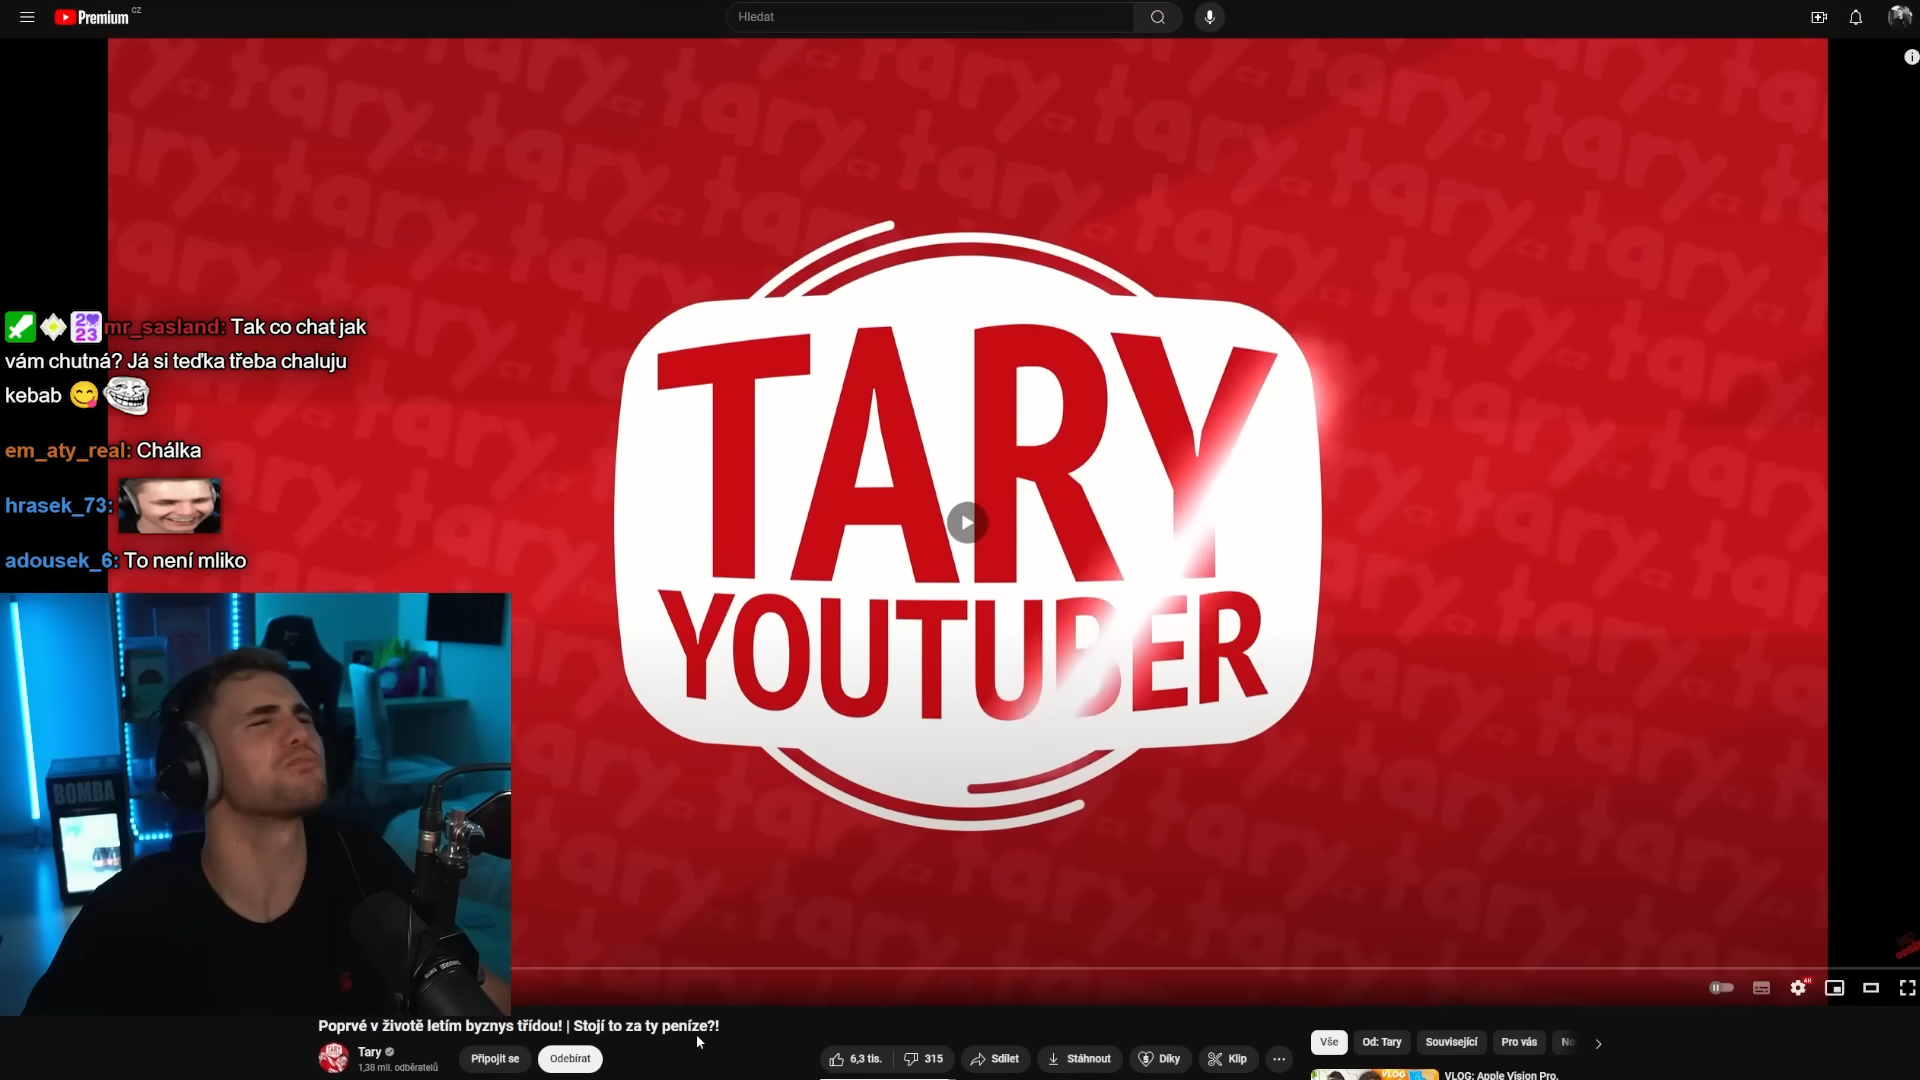 Premium CZ
Hledat
TARY
YOUTUBER
2023 mr_sasland: Tak co chat jak
vám chutná? Já si teďka třeba chaluju
kebab
em_aty_real: Chálka
hrasek_73:
adousek_6: To není mliko
BOMBA
Poprvé v životě letím byznys třídou! | Stojí to za ty peníze?!
Tary
1,38 mil. odběratelů
Připojit se
Odebírat
6,3 tis.
315
Sdílet
Stáhnout
Díky
Klip
Vše
Od: Tary
Související
Pro vás
VLOG
VLOG: Apple Vision Pro.